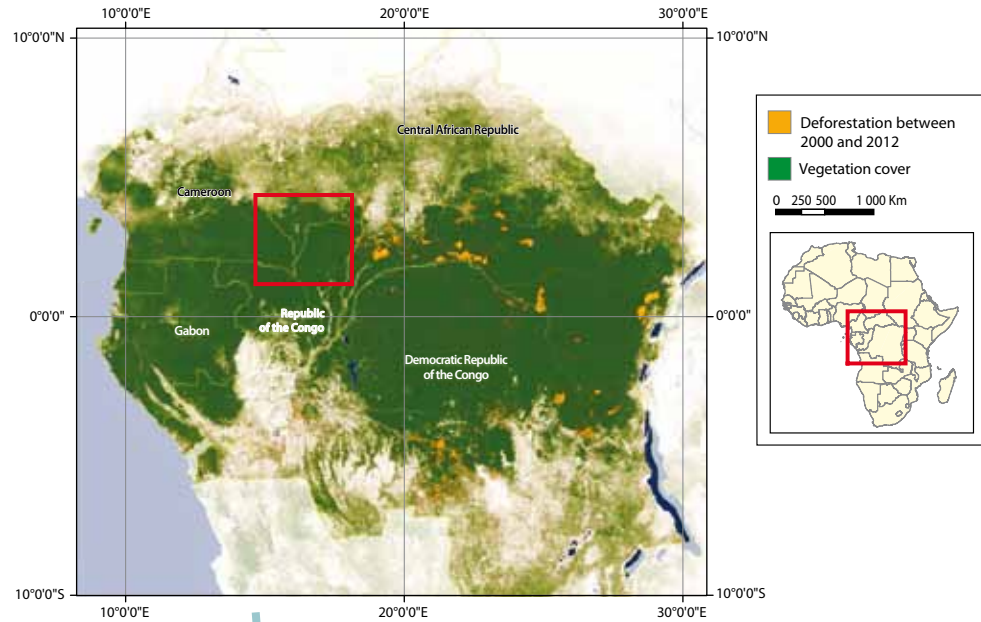 10°0'0"E
20°0'0"E
30°0'0"E
10°0'0"N
10°0'0"N
Central African Republic
Cameroon
0°0'0"
0°0'0"
Republic
of the Congo
Gabon
Democratic Republic
of the Congo
10°0'0"S
10°0'0"S
10°0'0"E
20°0'0"E
30°0'0"E
Deforestation between
2000 and 2012
Vegetation cover
0 250 500 1 000 Km